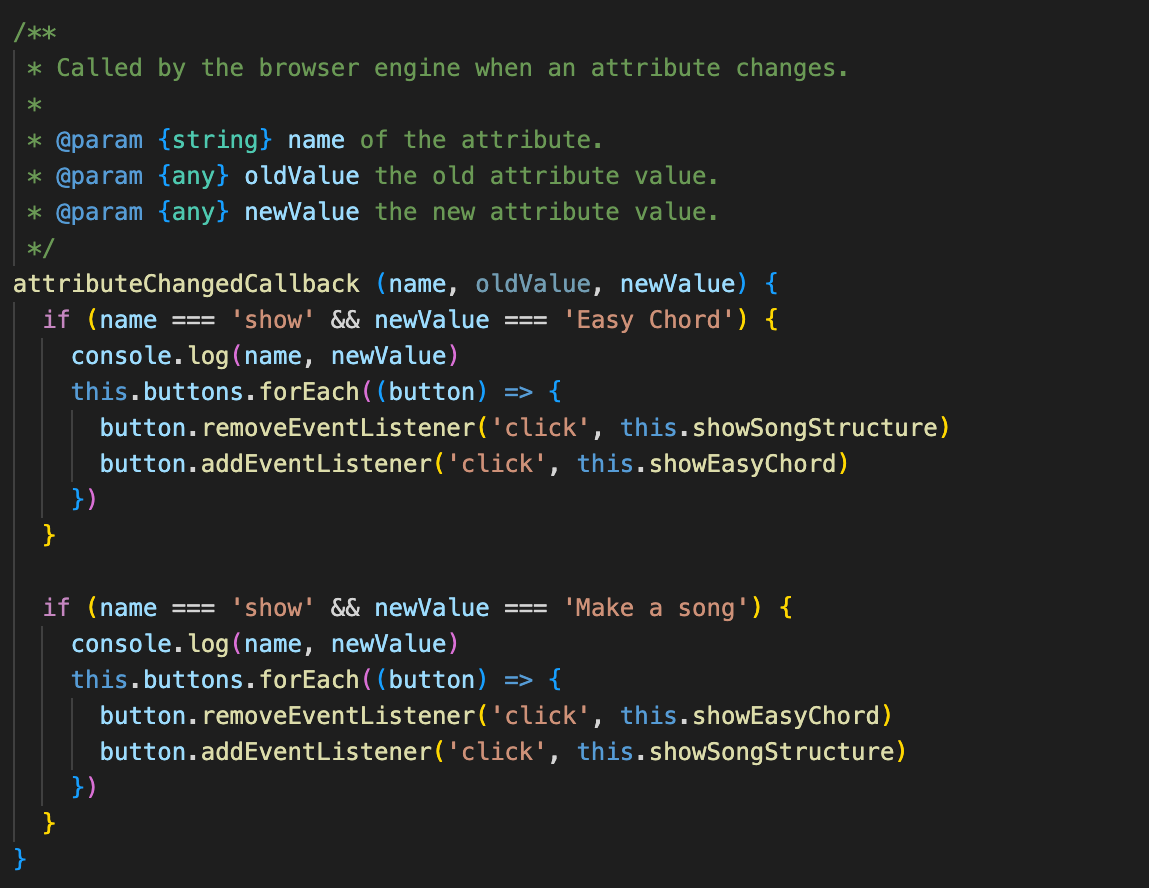 /**
 * Called by the browser engine when an attribute changes.
 *
 * @param {string} name of the attribute.
 * @param {any} oldValue the old attribute value.
 * @param {any} newValue the new attribute value.
 */
attributeChangedCallback (name, oldValue, newValue) {
  if (name === 'show' && newValue === 'Easy Chord') {
    console.log(name, newValue)
    this.buttons.forEach((button) => {
      button.removeEventListener('click', this.showSongStructure)
      button.addEventListener('click', this.showEasyChord)
    })
  }

  if (name === 'show' && newValue === 'Make a song') {
    console.log(name, newValue)
    this.buttons.forEach((button) => {
      button.removeEventListener('click', this.showEasyChord)
      button.addEventListener('click', this.showSongStructure)
    })
  }
}